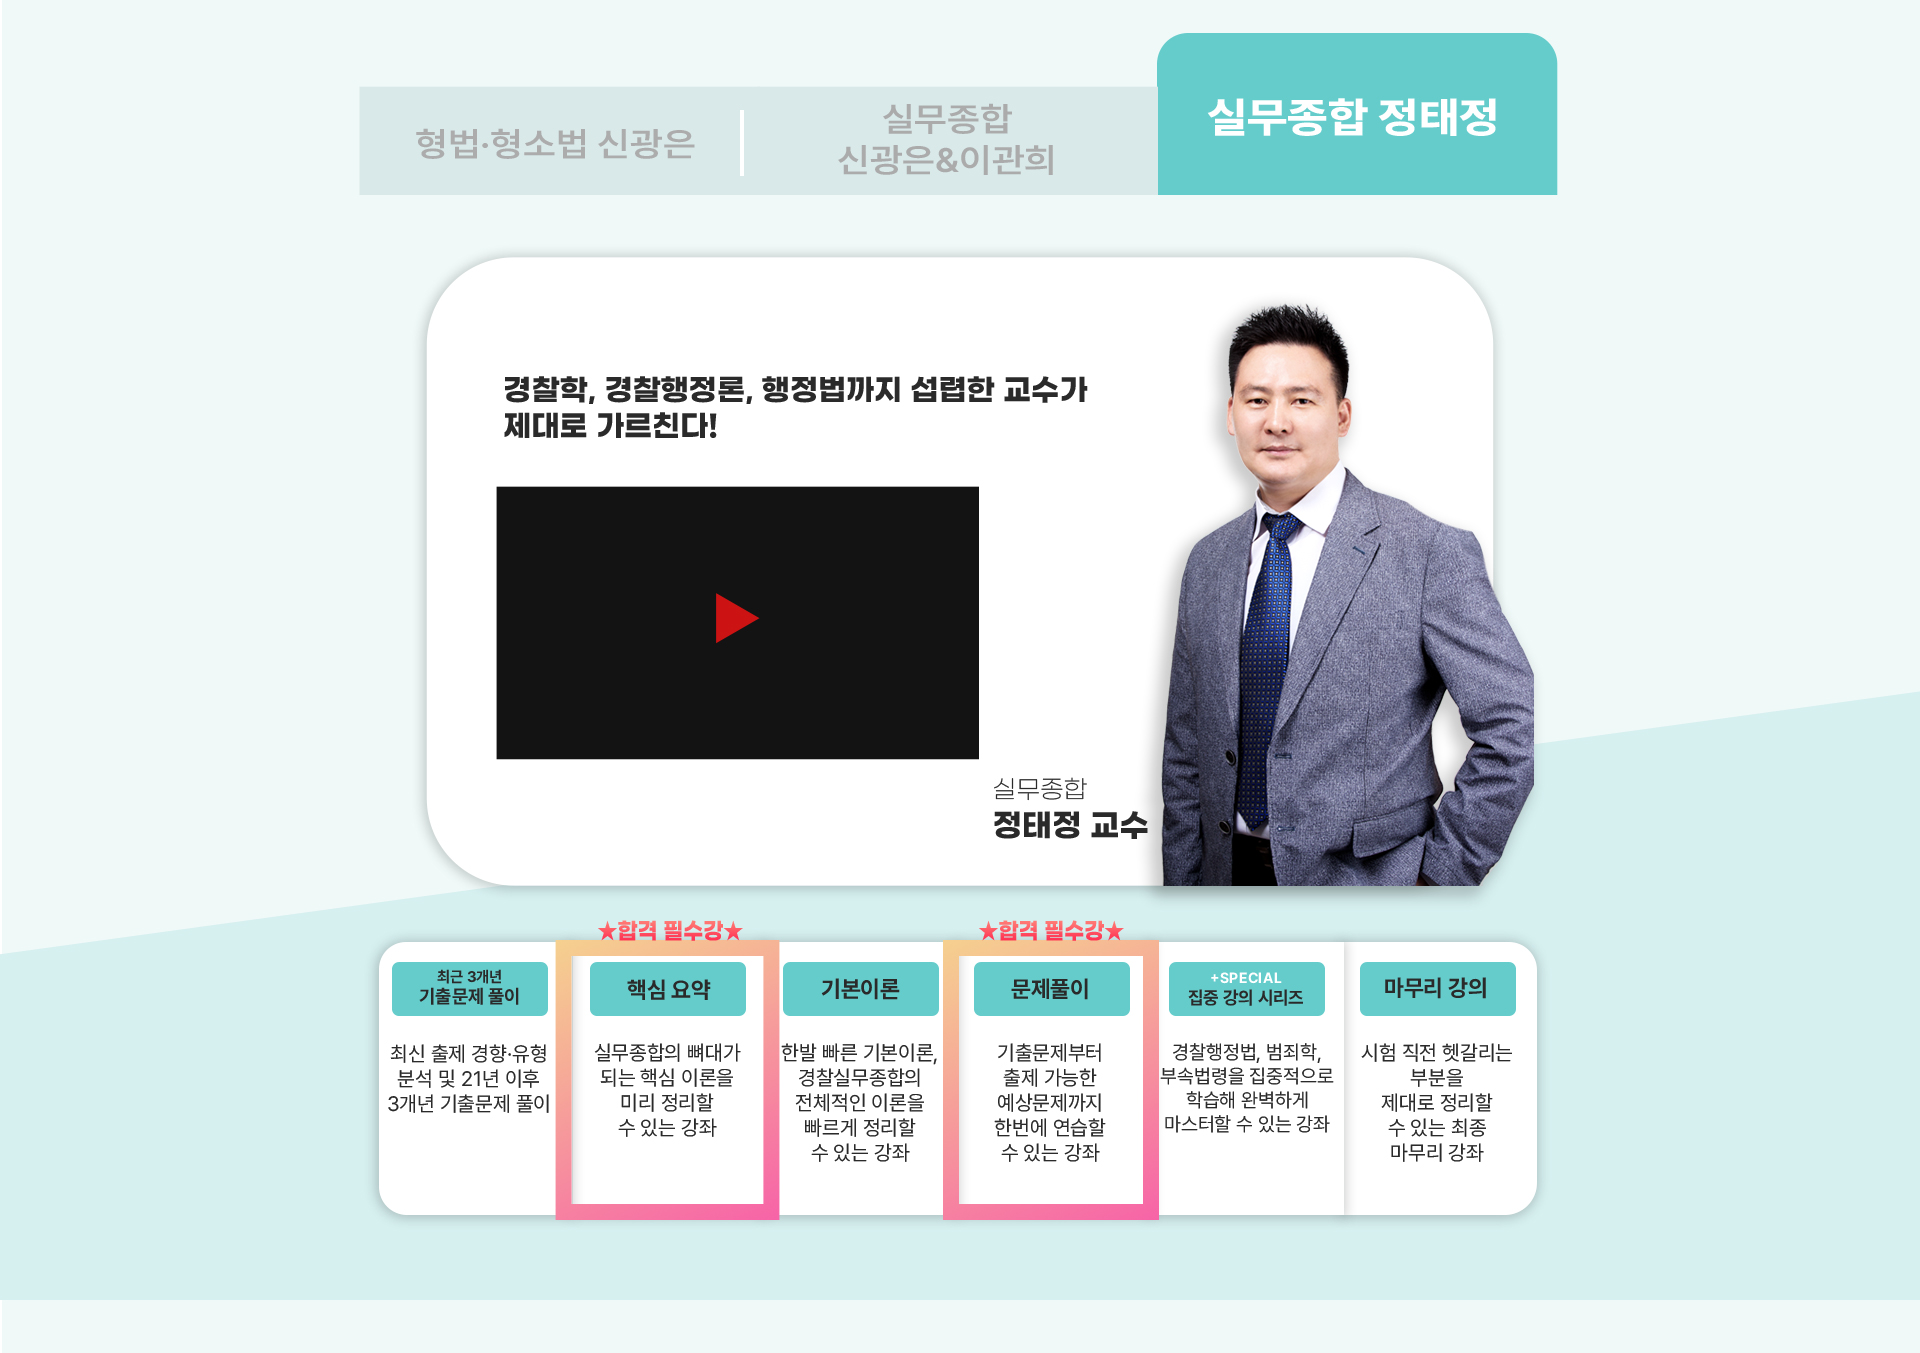 형법·형소법 신광은
실무종합
신광은&이관희
실무종합 정태정
경찰학, 경찰행정론, 행정법까지 섭렵한 교수가
제대로 가르친다!
실무종합
정태정 교수
최근 3개년
기출문제 풀이
최신 출제 경향·유형
분석 및 21년 이후
3개년 기출문제 풀이
★합격 필수강★
핵심 요약
실무종합의 뼈대가
되는 핵심 이론을
미리 정리할
수 있는 강좌
기본이론
한발 빠른 기본이론,
경찰실무종합의
전체적인 이론을
빠르게 정리할
수 있는 강좌
★합격 필수강★
문제풀이
기출문제부터
출제 가능한
예상문제까지
한번에 연습할
수 있는 강좌
+SPECIAL
집중 강의 시리즈
경찰행정법, 범죄학,
부속법령을 집중적으로
학습해 완벽하게
마스터할 수 있는 강좌
마무리 강의
시험 직전 헷갈리는
부분을
제대로 정리할
수 있는 최종
마무리 강좌